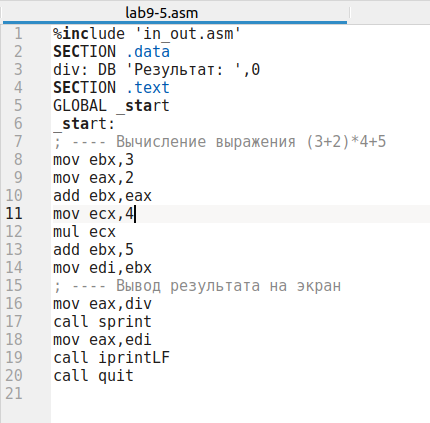 lab9-5.asm
1 %include 'in_out.asm'
2 SECTION .data
3 div: DB 'Результат: ',0
4 SECTION .text
5 GLOBAL _start
6 _start:
7 ; ---- Вычисление выражения (3+2)*4+5
8 mov ebx,3
9 mov eax,2
10 add ebx,eax
11 mov ecx,4
12 mul ecx
13 add ebx,5
14 mov edi,ebx
15 ; ---- Вывод результата на экран
16 mov eax,div
17 call sprint
18 mov eax,edi
19 call iprintLF
20 call quit
21